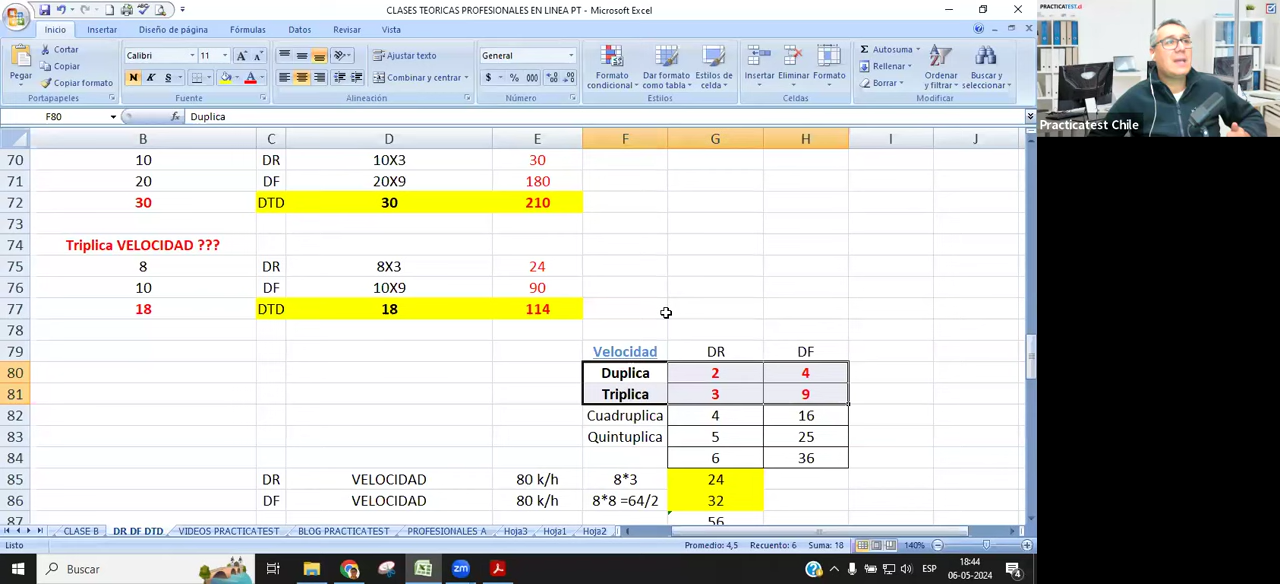 CLASES TEORICAS PROFESIONALES EN LINEA PT - Microsoft Excel
Inicio Insertar Diseño de página Fórmulas Datos Revisar Vista
Pegar
Cortar
Copiar
Copiar formato
Portapapeles
Calibri 11
N K S
Fuente
Ajustar texto
Combinar y centrar
Alineación
General
% 000
Número
Formato condicional
Dar formato como tabla
Estilos de celda
Estilos
Insertar Eliminar Formato
Celdas
Autosuma
Rellenar
Borrar
Ordenar y filtrar
Buscar y seleccionar
Modificar
PRACTICATEST.cl
Practicatest Chile
F80 fx Duplica
B C D E F G H I J
70 10 DR 10X3 30
71 20 DF 20X9 180
72 30 DTD 30 210
73
74 Triplica VELOCIDAD ???
75 8 DR 8X3 24
76 10 DF 10X9 90
77 18 DTD 18 114
78
79 Velocidad DR DF
80 Duplica 2 4
81 Triplica 3 9
82 Cuadruplica 4 16
83 Quintuplica 5 25
84 6 36
85 DR VELOCIDAD 80 k/h 8*3 24
86 DF VELOCIDAD 80 k/h 8*8 =64/2 32
87 56
CLASE B DR DF DTD VIDEOS PRACTICATEST BLOG PRACTICATEST PROFESIONALES A Hoja3 Hoja1 Hoja2
Listo Promedio: 4,5 Recuento: 6 Suma: 18 140%
Buscar
zm
ESP
18:44
06-05-2024
4